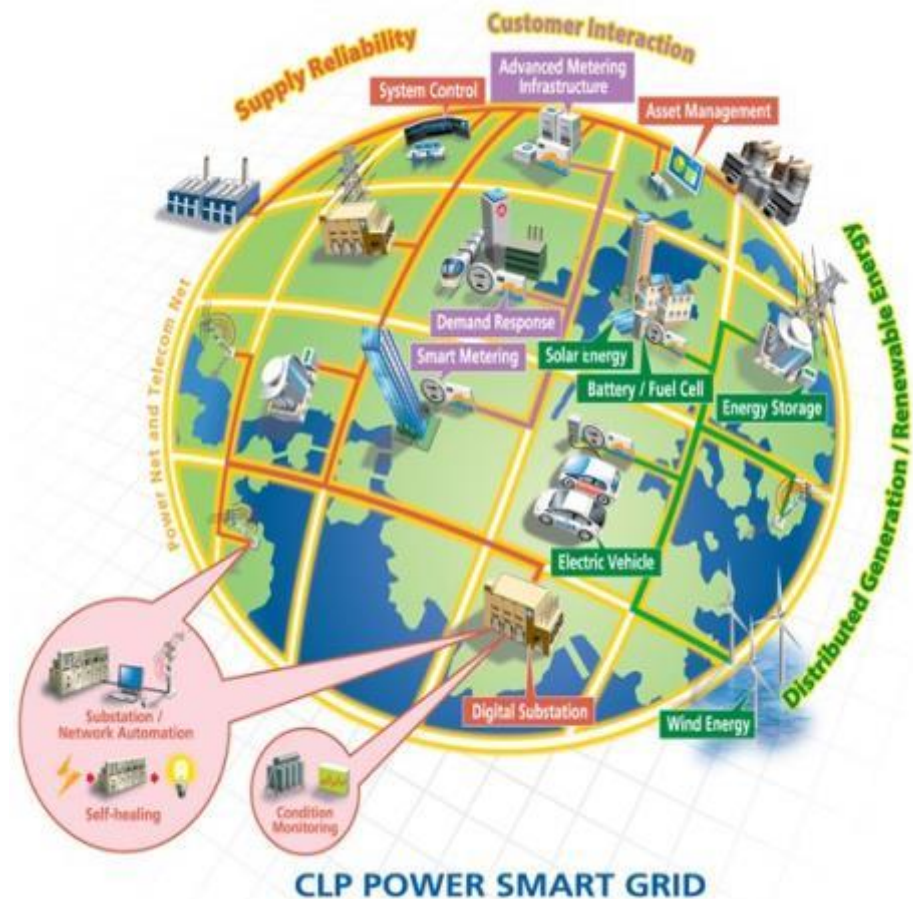 Customer Interaction
Supply Reliability
Advanced Metering
Infrastructure
System Control
Asset Management
Power Net and Telecom Net
Distributed Generation / Renewable Energy
Demand Response
Smart Metering
Solar Energy
Battery / Fuel Cell
Energy Storage
Electric Vehicle
Digital Substation
Wind Energy
Substation /
Network Automation
Self-healing
Condition
Monitoring
CLP POWER SMART GRID